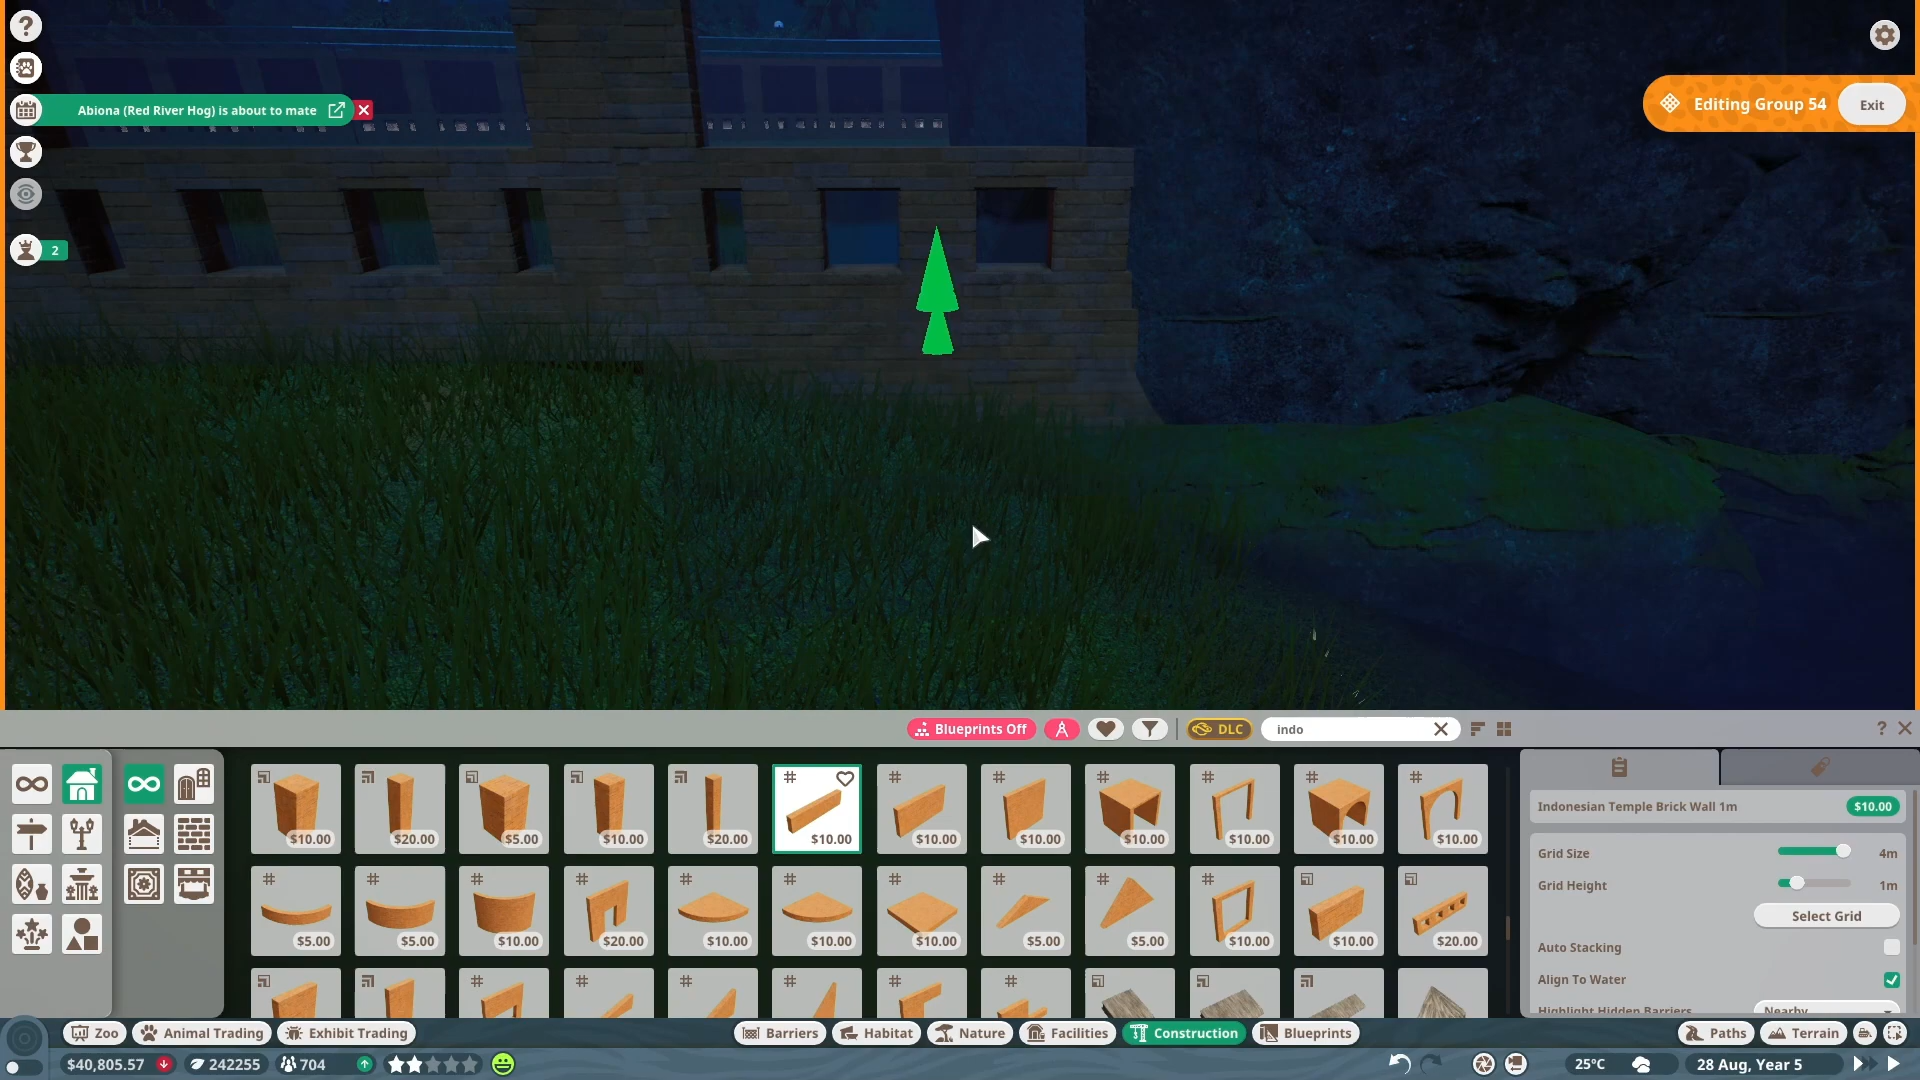 Abiona (Red River Hog) is about to mate
Editing Group 54
Exit
2
Blueprints Off
DLC
indo
?
$10.00
$20.00
$5.00
$10.00
$20.00
$10.00
$10.00
$10.00
$10.00
$10.00
$10.00
$10.00
$5.00
$5.00
$10.00
$20.00
$10.00
$10.00
$10.00
$5.00
$5.00
$10.00
$10.00
$20.00
Indonesian Temple Brick Wall 1m
$10.00
Grid Size
4m
Grid Height
1m
Select Grid
Auto Stacking
Align To Water
Highlight Hidden Barriers
Nearby
Zoo
Animal Trading
Exhibit Trading
Barriers
Habitat
Nature
Facilities
Construction
Blueprints
Paths
Terrain
$40,805.57
242255
704
25°C
28 Aug, Year 5